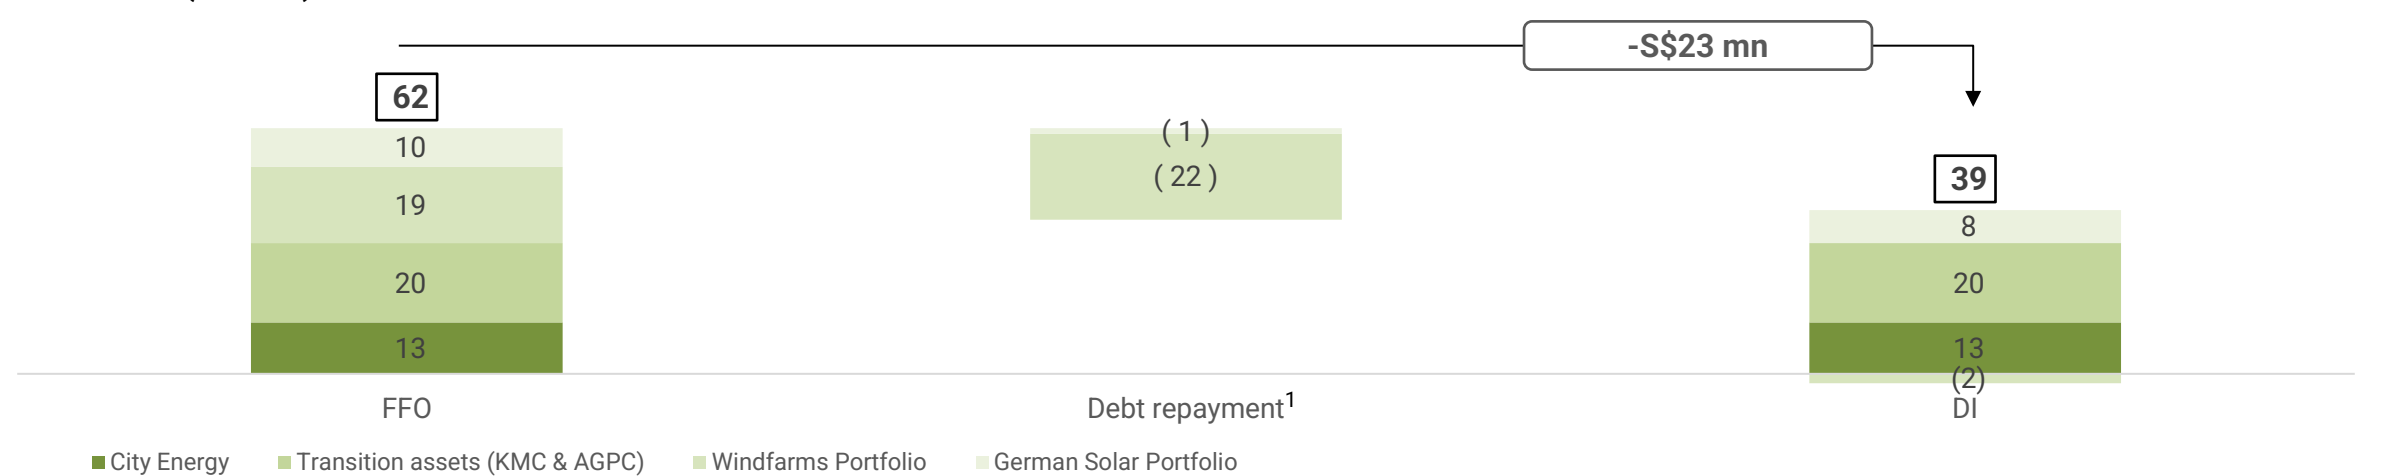 -S$23 mn
62
10
19
20
13
( 1 )
( 22 )
39
8
20
13
(2)
FFO
Debt repayment1
DI
City Energy
Transition assets (KMC & AGPC)
Windfarms Portfolio
German Solar Portfolio